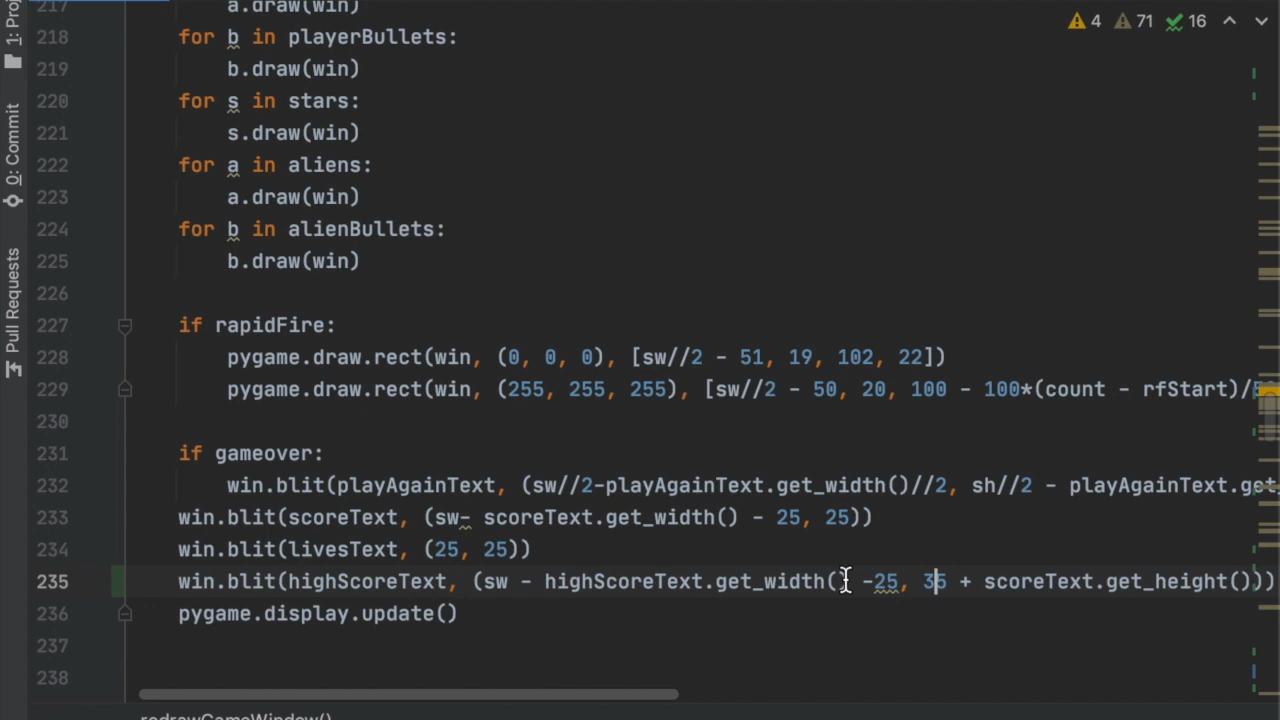 217 a.draw(win)
4 71 16
218 for b in playerBullets:
219 b.draw(win)
220 for s in stars:
221 s.draw(win)
222 for a in aliens:
223 a.draw(win)
224 for b in alienBullets:
225 b.draw(win)
226
227 if rapidFire:
228 pygame.draw.rect(win, (0, 0, 0), [sw//2 - 51, 19, 102, 22])
229 pygame.draw.rect(win, (255, 255, 255), [sw//2 - 50, 20, 100 - 100*(count - rfStart)/5
230
231 if gameover:
232 win.blit(playAgainText, (sw//2-playAgainText.get_width()//2, sh//2 - playAgainText.get
233 win.blit(scoreText, (sw- scoreText.get_width() - 25, 25))
234 win.blit(livesText, (25, 25))
235 win.blit(highScoreText, (sw - highScoreText.get_width() -25, 35 + scoreText.get_height()))
236 pygame.display.update()
237
238
redrawGameWindow()
1: Proj
0: Commit
Pull Requests